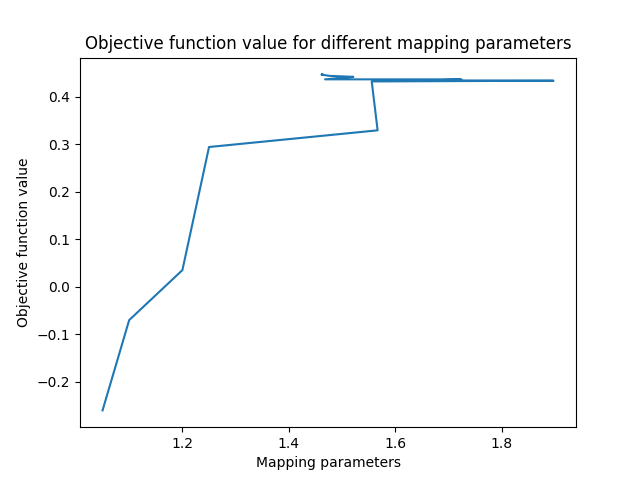 Objective function value for different mapping parameters
0.4
0.3
0.2
0.1
0.0
−0.1
−0.2
Objective function value
1.2 1.4 1.6 1.8
Mapping parameters